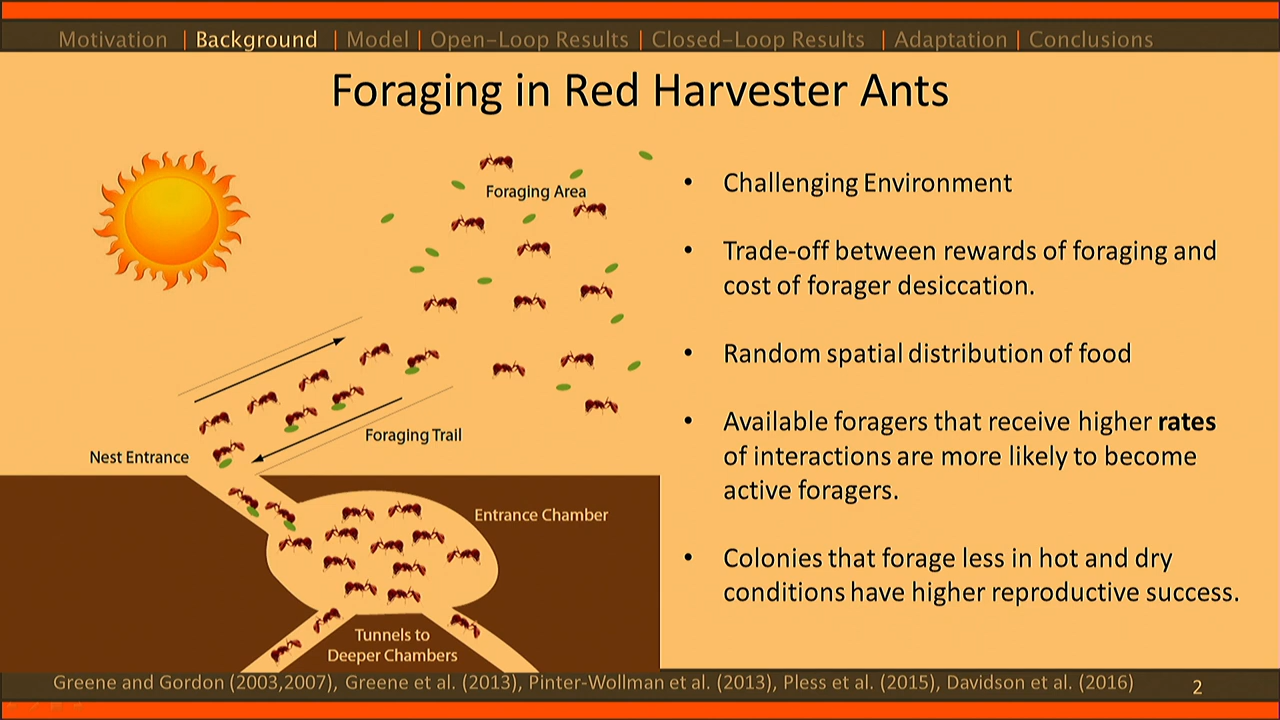 Motivation | Background | Model | Open-Loop Results | Closed-Loop Results | Adaptation | Conclusions
Foraging in Red Harvester Ants
Foraging Area
Foraging Trail
Nest Entrance
Entrance Chamber
Tunnels to
Deeper Chambers
• Challenging Environment
• Trade-off between rewards of foraging and
cost of forager desiccation.
• Random spatial distribution of food
• Available foragers that receive higher rates
of interactions are more likely to become
active foragers.
• Colonies that forage less in hot and dry
conditions have higher reproductive success.
Greene and Gordon (2003,2007), Greene et al. (2013), Pinter-Wollman et al. (2013), Pless et al. (2015), Davidson et al. (2016)
2